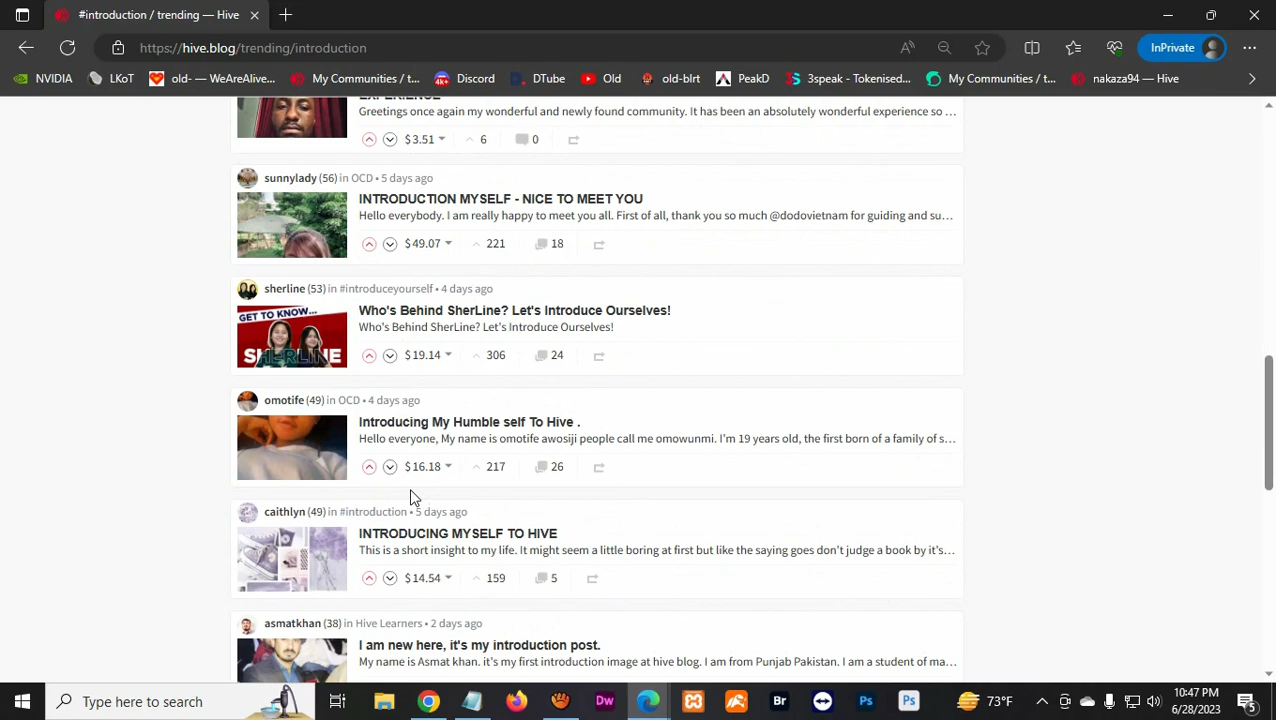 #introduction / trending — Hive
https://hive.blog/trending/introduction
InPrivate
NVIDIA
LKoT
old- — WeAreAlive...
My Communities / t...
4K+
Discord
DTube
Old
old-blrt
PeakD
3speak - Tokenised...
My Communities / t...
nakaza94 — Hive
EXPERIENCE
Greetings once again my wonderful and newly found community. It has been an absolutely wonderful experience so ...
$3.51 6 0
sunnylady (56) in OCD • 5 days ago
INTRODUCTION MYSELF - NICE TO MEET YOU
Hello everybody. I am really happy to meet you all. First of all, thank you so much @dodovietnam for guiding and su...
$49.07 221 18
sherline (53) in #introduceyourself • 4 days ago
GET TO KNOW...
SHERLINE
Who's Behind SherLine? Let's Introduce Ourselves!
Who's Behind SherLine? Let's Introduce Ourselves!
$19.14 306 24
omotife (49) in OCD • 4 days ago
Introducing My Humble self To Hive .
Hello everyone, My name is omotife awosiji people call me omowunmi. I'm 19 years old, the first born of a family of s...
$16.18 217 26
caithlyn (49) in #introduction • 5 days ago
INTRODUCING MYSELF TO HIVE
This is a short insight to my life. It might seem a little boring at first but like the saying goes don't judge a book by it's...
$14.54 159 5
asmatkhan (38) in Hive Learners • 2 days ago
I am new here, it's my introduction post.
My name is Asmat khan. it's my first introduction image at hive blog. I am from Punjab Pakistan. I am a student of ma...
Type here to search
Dw
Br
Ps
Ps
73°F
10:47 PM
6/28/2023
5